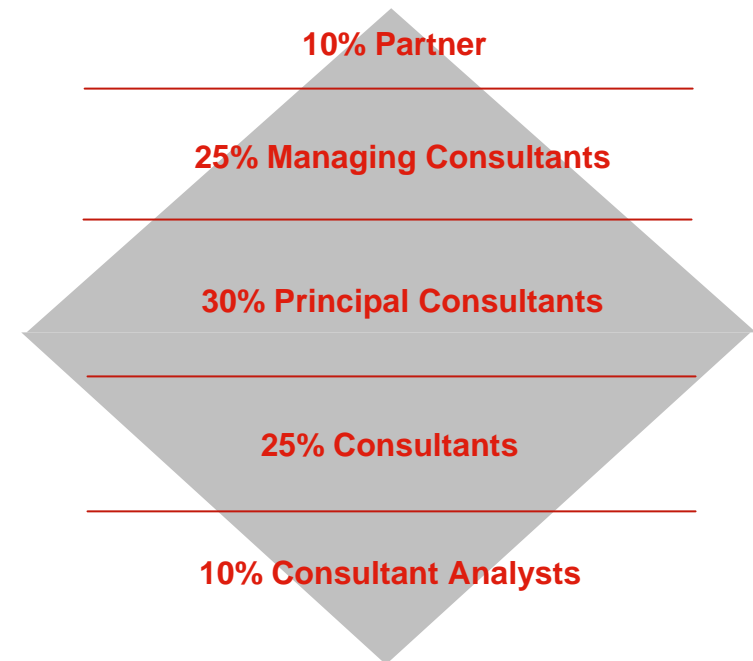 10% Partner
25% Managing Consultants
30% Principal Consultants
25% Consultants
10% Consultant Analysts